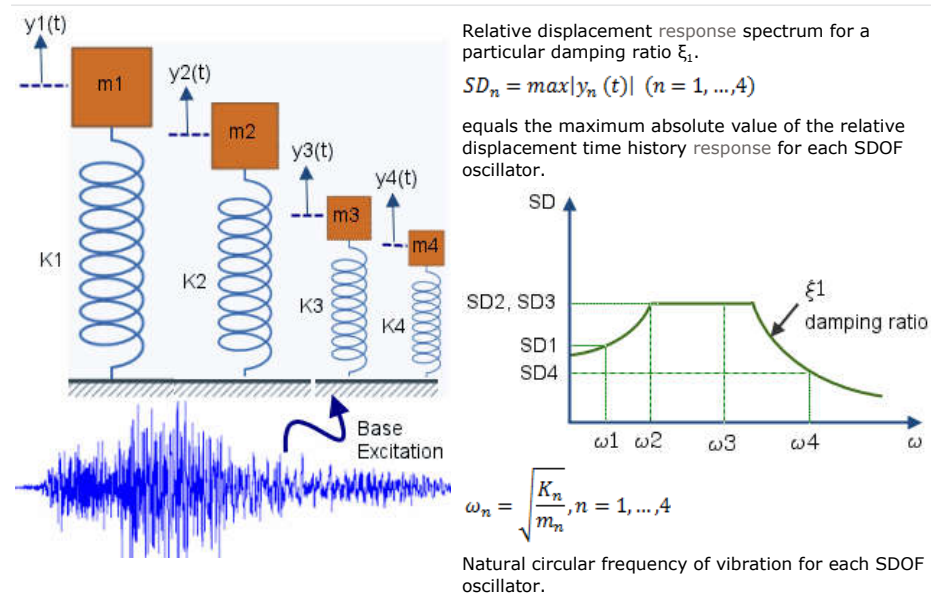 y1(t)
m1
K1
y2(t)
m2
K2
y3(t)
m3
K3
y4(t)
m4
K4
Base
Excitation
Relative displacement response spectrum for a
particular damping ratio ξ₁.
SDₙ = max|yₙ (t)| (n = 1, …,4)
equals the maximum absolute value of the relative
displacement time history response for each SDOF
oscillator.
SD
SD2, SD3
SD1
SD4
ξ1
damping ratio
ω1 ω2 ω3 ω4 ω
ωₙ = √(Kₙ/mₙ), n = 1, …,4
Natural circular frequency of vibration for each SDOF
oscillator.